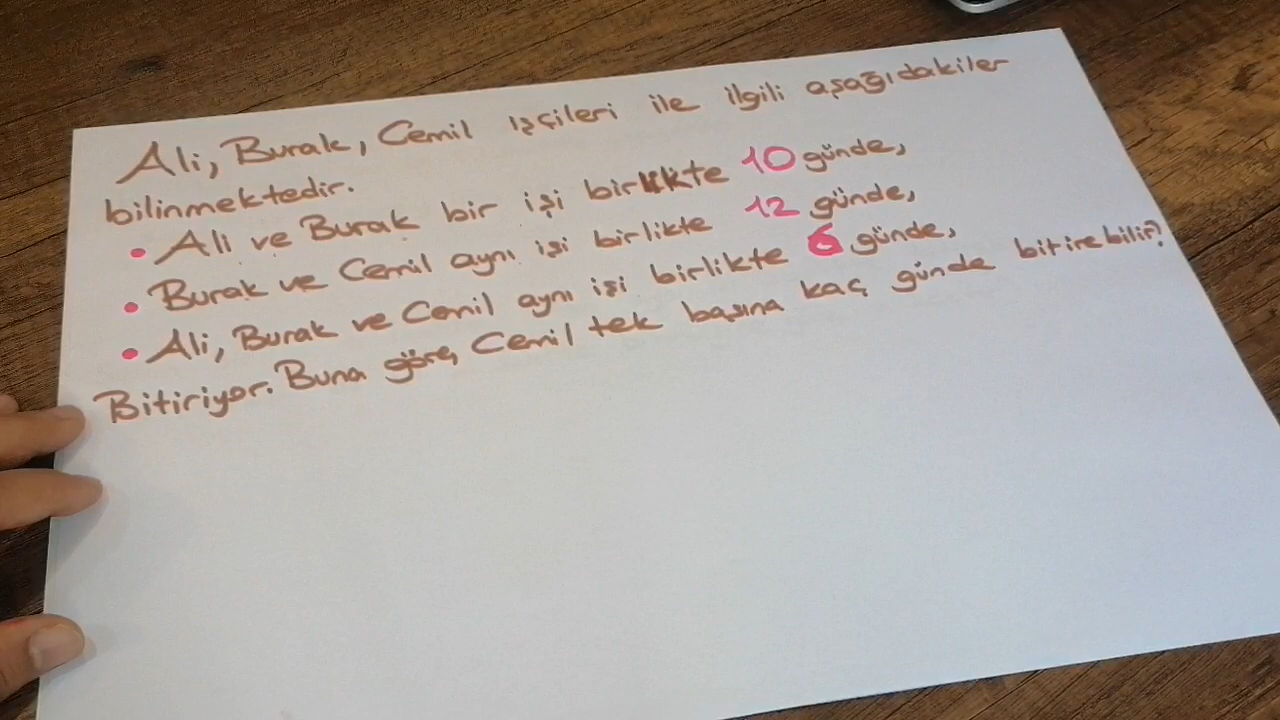 Ali, Burak, Cemil işçileri ile ilgili aşağıdakiler
bilinmektedir.
• Ali ve Burak bir işi birlikte 10 günde,
• Burak ve Cemil aynı işi birlikte 12 günde,
• Ali, Burak ve Cemil aynı işi birlikte 6 günde,
Bitiriyor. Buna göre, Cemil tek başına kaç günde bitirebilir?